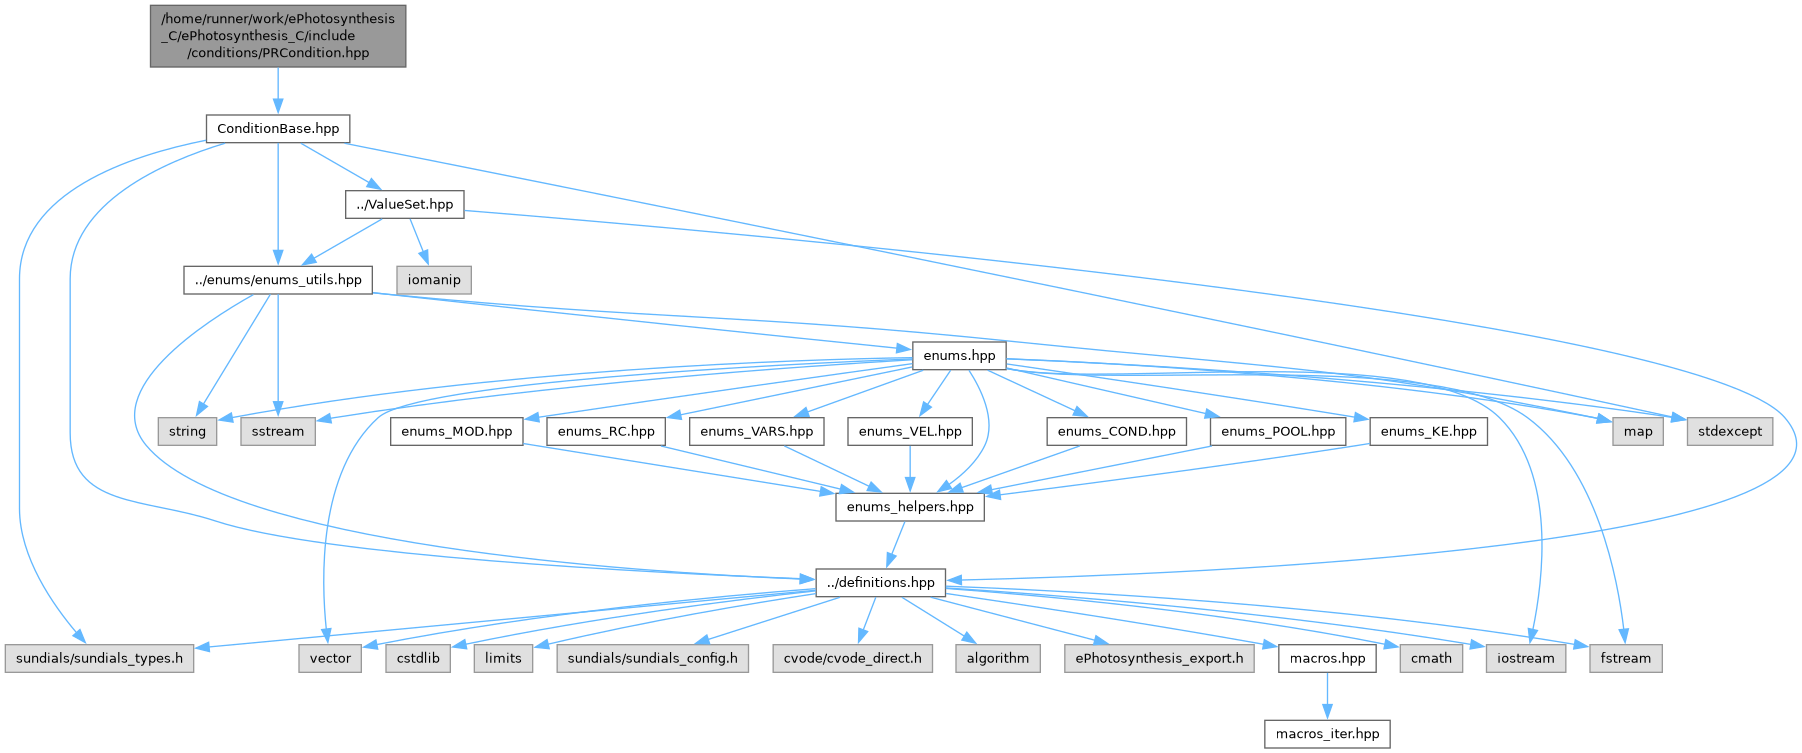 /home/runner/work/ePhotosynthesis
_C/ePhotosynthesis_C/include
/conditions/PRCondition.hpp
ConditionBase.hpp
../ValueSet.hpp
../enums/enums_utils.hpp
iomanip
enums.hpp
string
sstream
enums_MOD.hpp
enums_RC.hpp
enums_VARS.hpp
enums_VEL.hpp
enums_COND.hpp
enums_POOL.hpp
enums_KE.hpp
map
stdexcept
enums_helpers.hpp
../definitions.hpp
sundials/sundials_types.h
vector
cstdlib
limits
sundials/sundials_config.h
cvode/cvode_direct.h
algorithm
ePhotosynthesis_export.h
macros.hpp
cmath
iostream
fstream
macros_iter.hpp